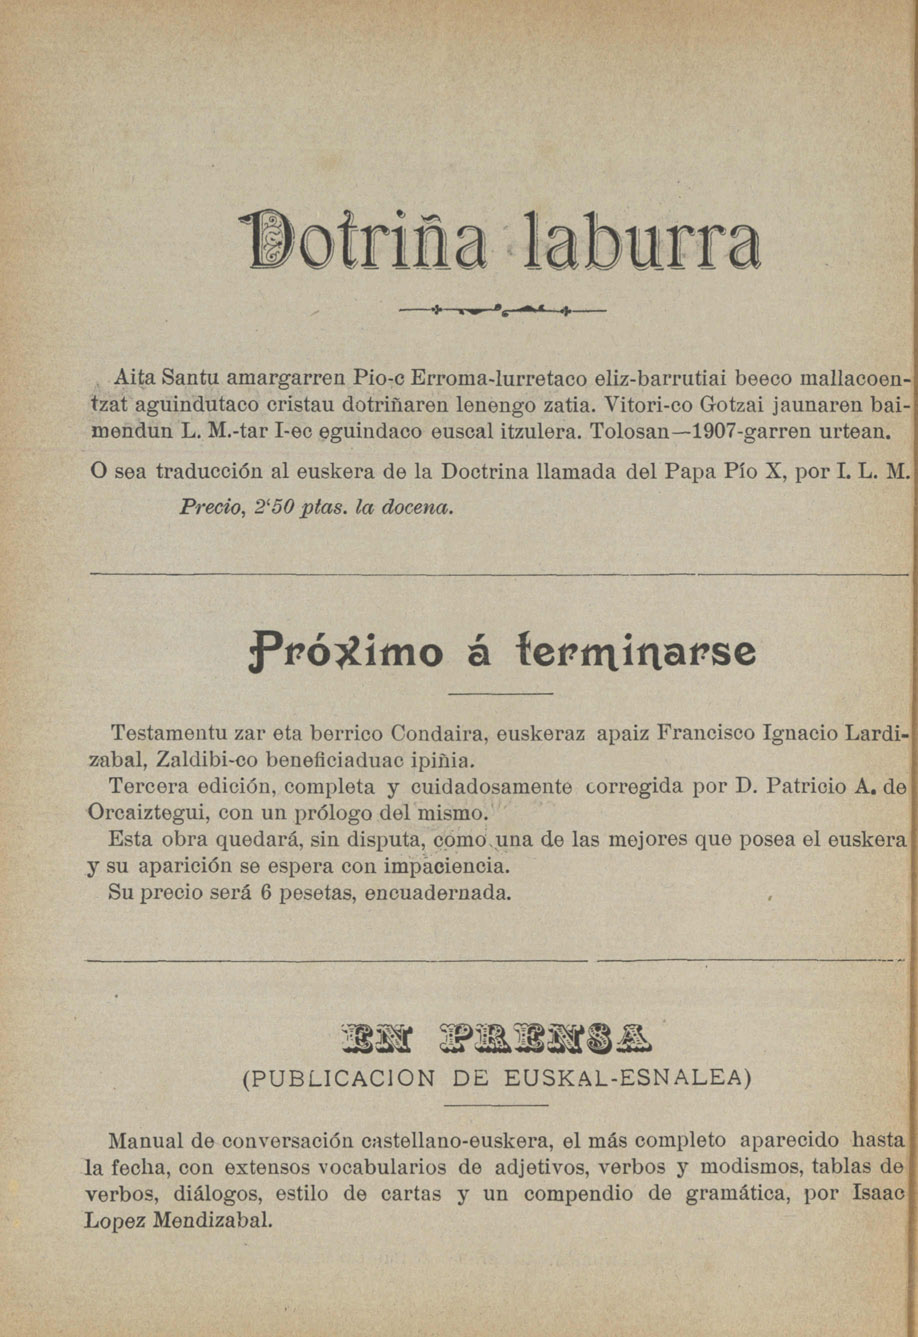 Dotriña laburra
Aita Santu amargarren Pio-c Erroma-lurretaco eliz-barrutiai beeco mallacoen-
tzat aguindutaco cristau dotriñaren lenengo zatia. Vitori-co Gotzai jaunaren bai-
mendun L. M.-tar I-ec eguindaco euscal itzulera. Tolosan—1907-garren urtean.
O sea traducción al euskera de la Doctrina llamada del Papa Pío X, por I. L. M.
Precio, 2‘50 ptas. la docena.
Próximo á terminarse
Testamentu zar eta berrico Condaira, euskeraz apaiz Francisco Ignacio Lardi-
zabal, Zaldibi-co beneficiaduac ipiñia.
Tercera edición, completa y cuidadosamente corregida por D. Patricio A. de
Orcaiztegui, con un prólogo del mismo.
Esta obra quedará, sin disputa, como una de las mejores que posea el euskera
y su aparición se espera con impaciencia.
Su precio será 6 pesetas, encuadernada.
EN PRENSA
(PUBLICACION DE EUSKAL-ESNALEA)
Manual de conversación castellano-euskera, el más completo aparecido hasta
la fecha, con extensos vocabularios de adjetivos, verbos y modismos, tablas de
verbos, diálogos, estilo de cartas y un compendio de gramática, por Isaac
Lopez Mendizabal.